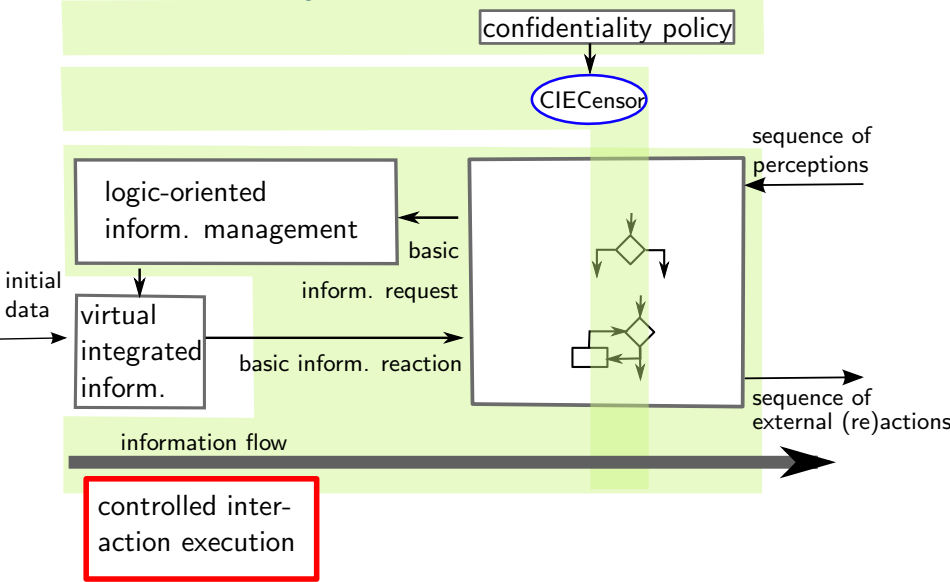 confidentiality policy
CIECensor
sequence of
perceptions
logic-oriented
inform. management
basic
inform. request
initial
data
virtual
integrated
inform.
basic inform. reaction
sequence of
external (re)actions
information flow
controlled inter-
action execution